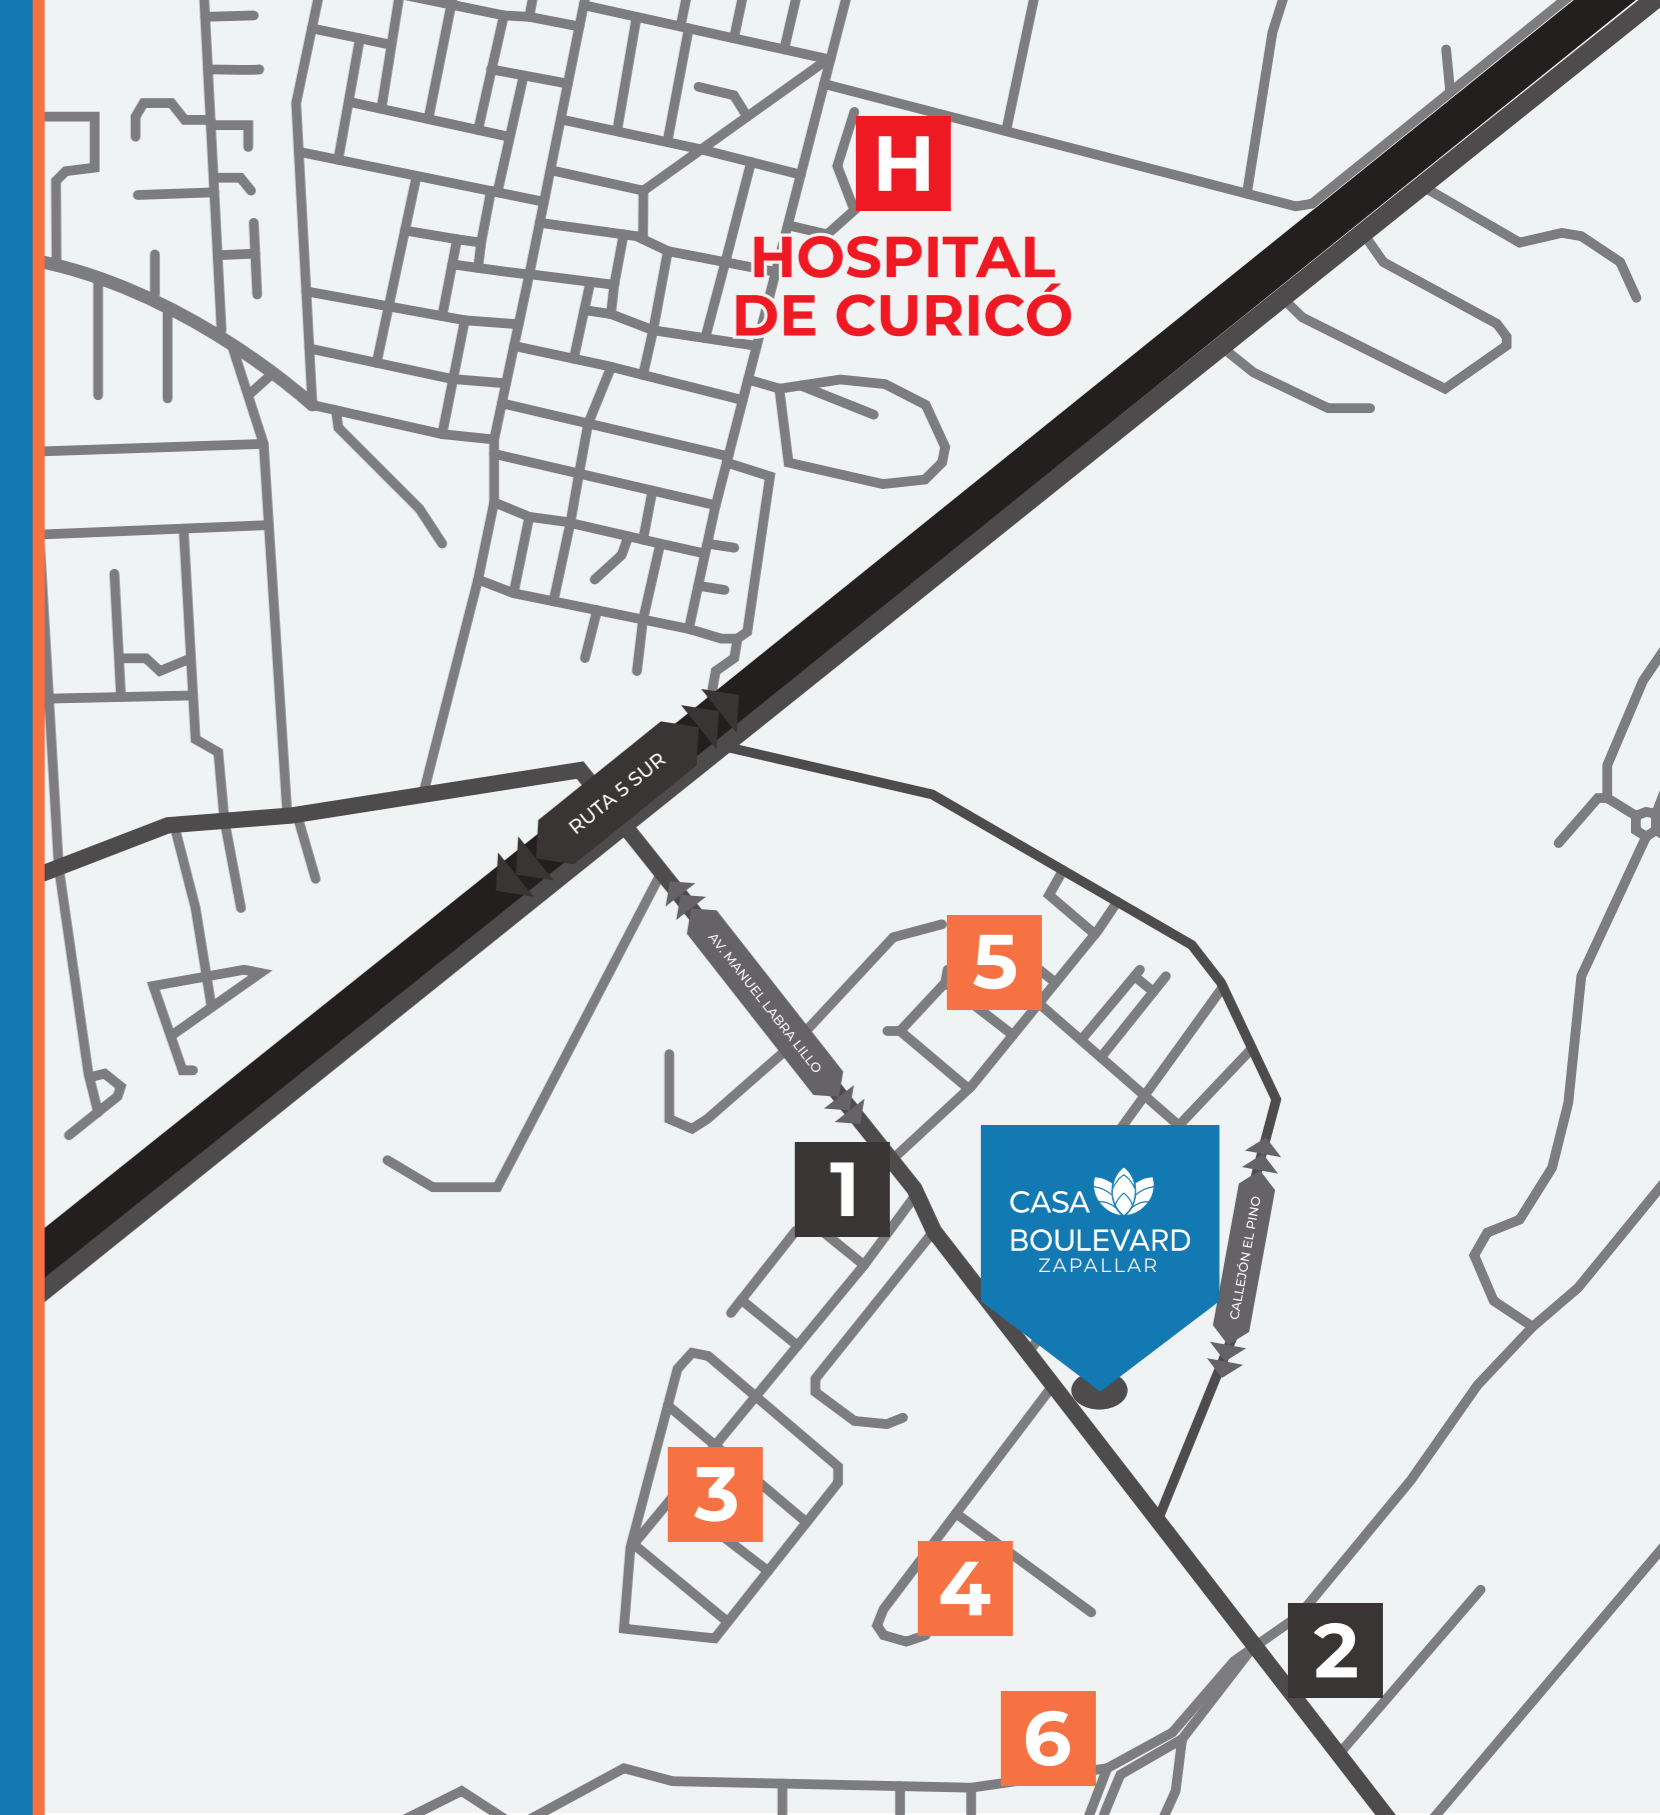 H
HOSPITAL
DE CURICÓ
RUTA 5 SUR
AV. MANUEL LABRA LILLO
5
1
CASA
BOULEVARD
ZAPALLAR
CALLEJÓN EL PINO
3
4
2
6